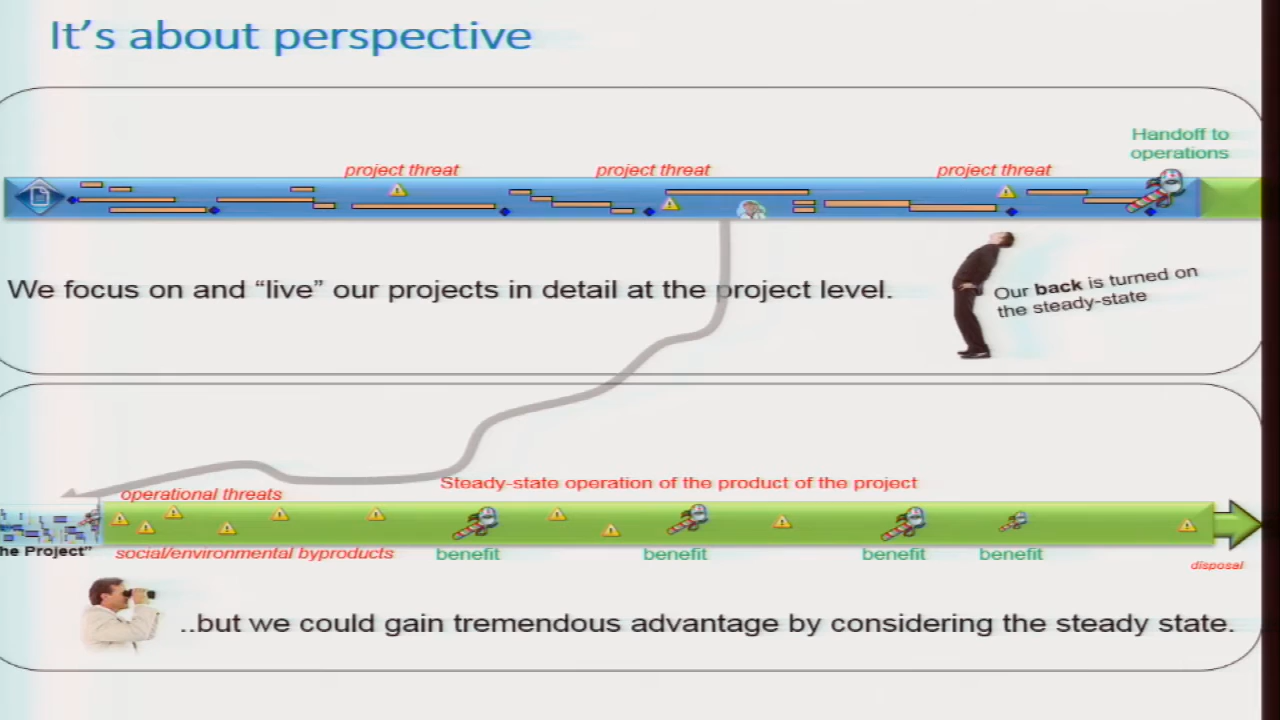 It's about perspective
Handoff to
operations
project threat
project threat
project threat
We focus on and “live” our projects in detail at the project level.
Our back is turned on
the steady-state
operational threats
Steady-state operation of the product of the project
he Project”
social/environmental byproducts
benefit
benefit
benefit
benefit
disposal
..but we could gain tremendous advantage by considering the steady state.